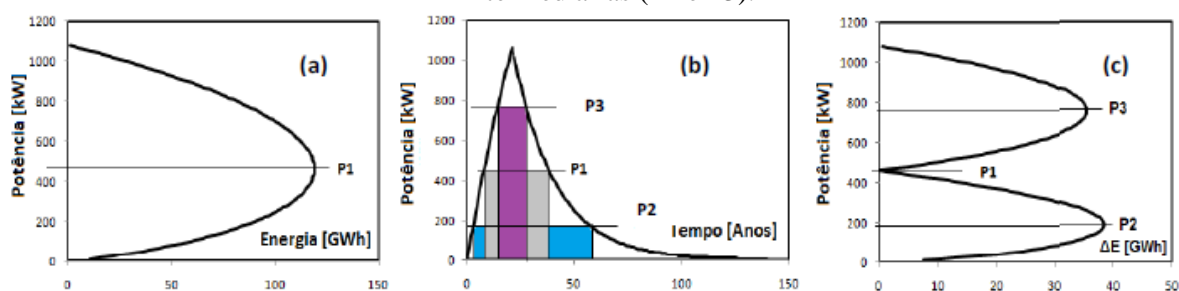 Potência [kW]
1200
1000
800
600
400
200
0
(a)
P1
Energia [GWh]
0
50
100
150
Potência [kW]
1200
1000
800
600
400
200
0
(b)
P3
P1
P2
Tempo [Anos]
0
50
100
150
Potência [kW]
1200
1000
800
600
400
200
0
(c)
P3
P1
P2
ΔE [GWh]
0
10
20
30
40
50